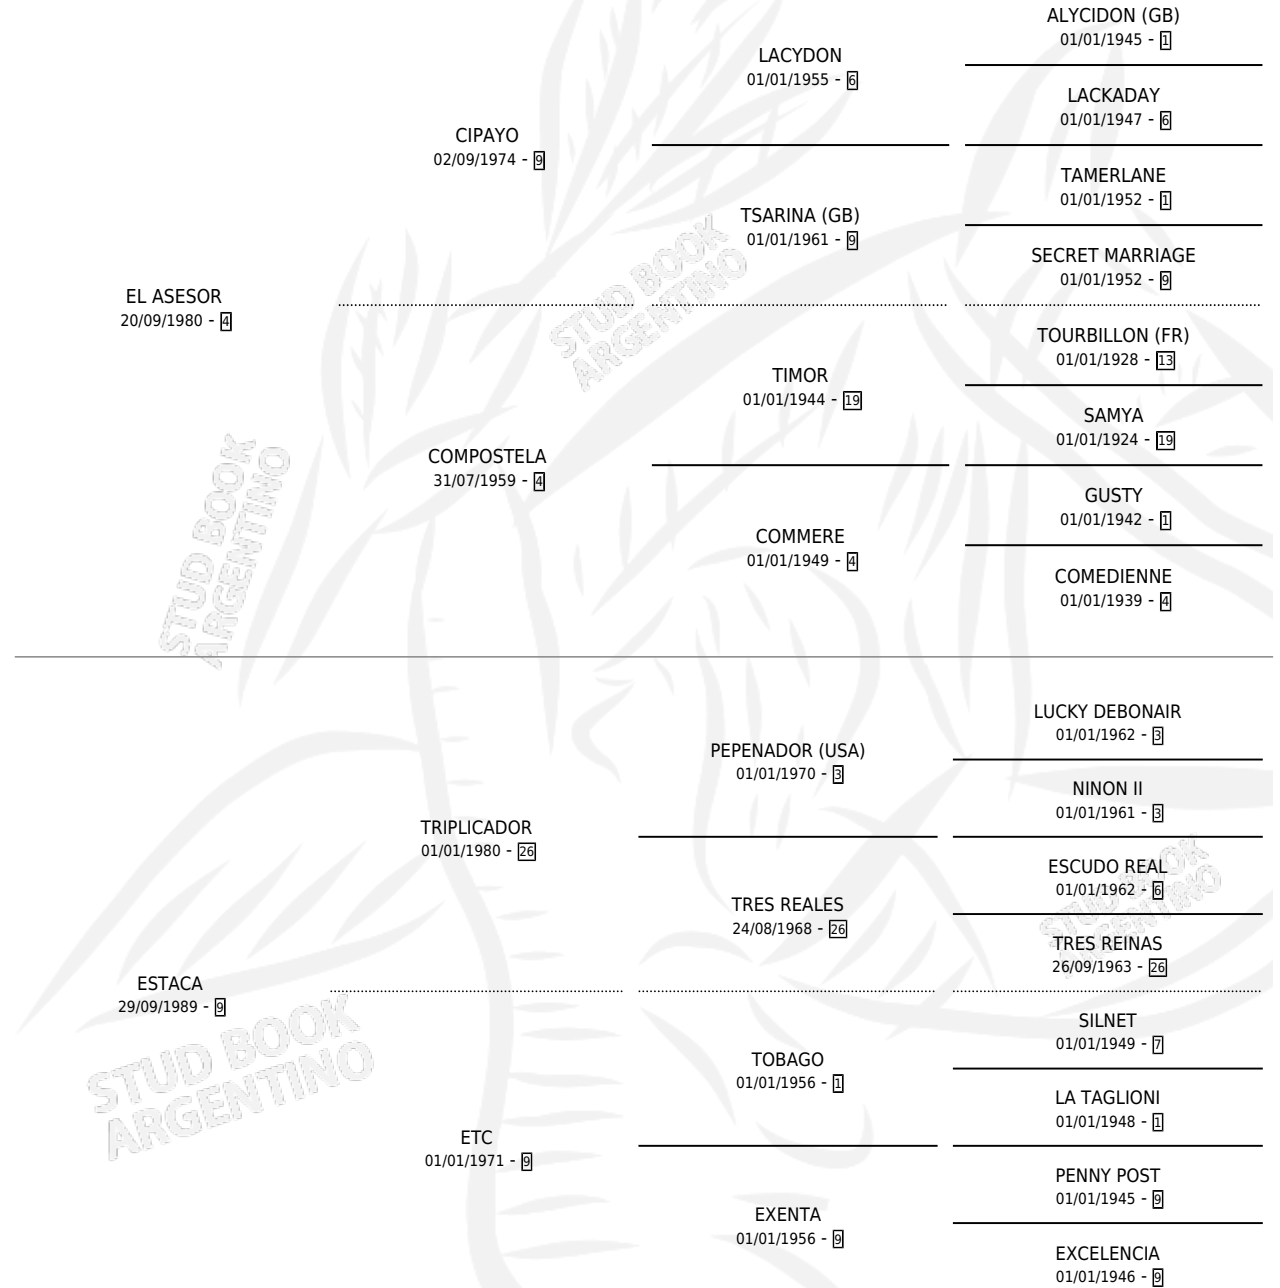 ALYCIDON (GB)
01/01/1945 - 1
LACYDON
01/01/1955 - 6
LACKADAY
01/01/1947 - 6
CIPAYO
02/09/1974 - 9
TAMERLANE
01/01/1952 - 1
TSARINA (GB)
01/01/1961 - 9
SECRET MARRIAGE
01/01/1952 - 9
EL ASESOR
20/09/1980 - 4
TOURBILLON (FR)
01/01/1928 - 13
TIMOR
01/01/1944 - 19
SAMYA
01/01/1924 - 19
COMPOSTELA
31/07/1959 - 4
GUSTY
01/01/1942 - 1
COMMERE
01/01/1949 - 4
COMEDIENNE
01/01/1939 - 4
LUCKY DEBONAIR
01/01/1962 - 3
PEPENADOR (USA)
01/01/1970 - 3
NINON II
01/01/1961 - 3
TRIPLICADOR
01/01/1980 - 26
ESCUDO REAL
01/01/1962 - 6
TRES REALES
24/08/1968 - 26
TRES REINAS
26/09/1963 - 26
ESTACA
29/09/1989 - 9
SILNET
01/01/1949 - 7
TOBAGO
01/01/1956 - 1
LA TAGLIONI
01/01/1948 - 1
ETC
01/01/1971 - 9
PENNY POST
01/01/1945 - 9
EXENTA
01/01/1956 - 9
EXCELENCIA
01/01/1946 - 9
STUD BOOK
ARGENTINO
STUD BOOK
ARGENTINO
STUD BOOK
ARGENTINO
STUD BOOK
ARGENTINO